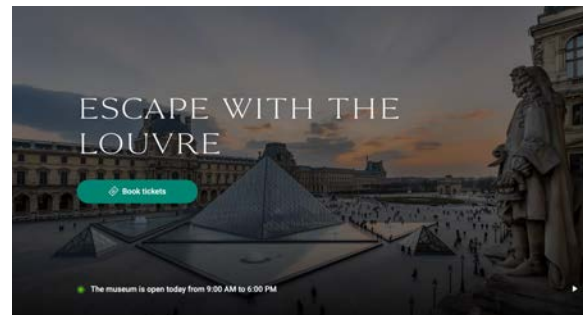 ESCAPE WITH THE
LOUVRE
Book tickets
The museum is open today from 9:00 AM to 6:00 PM